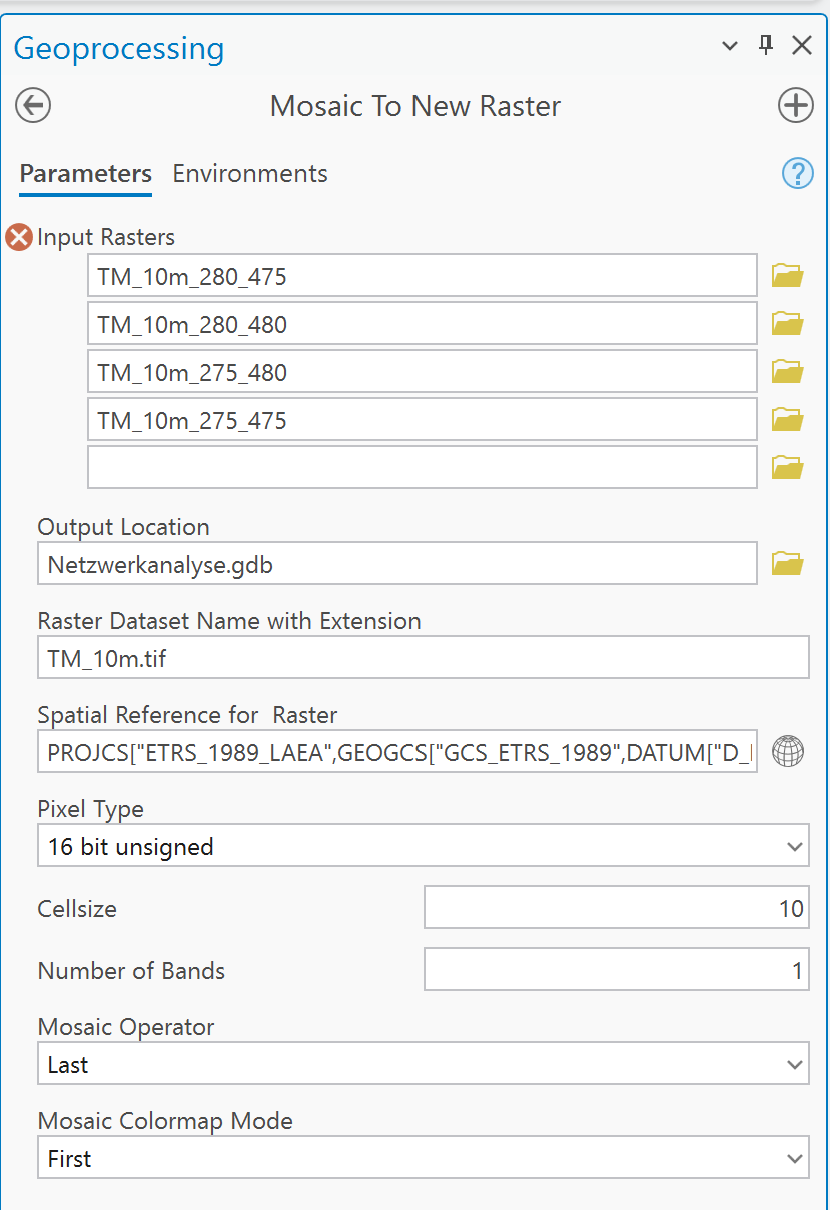 Geoprocessing
Mosaic To New Raster
Parameters Environments
?
Input Rasters
TM_10m_280_475
TM_10m_280_480
TM_10m_275_480
TM_10m_275_475
Output Location
Netzwerkanalyse.gdb
Raster Dataset Name with Extension
TM_10m.tif
Spatial Reference for  Raster
PROJCS["ETRS_1989_LAEA",GEOGCS["GCS_ETRS_1989",DATUM["D_
Pixel Type
16 bit unsigned
Cellsize 10
Number of Bands 1
Mosaic Operator
Last
Mosaic Colormap Mode
First